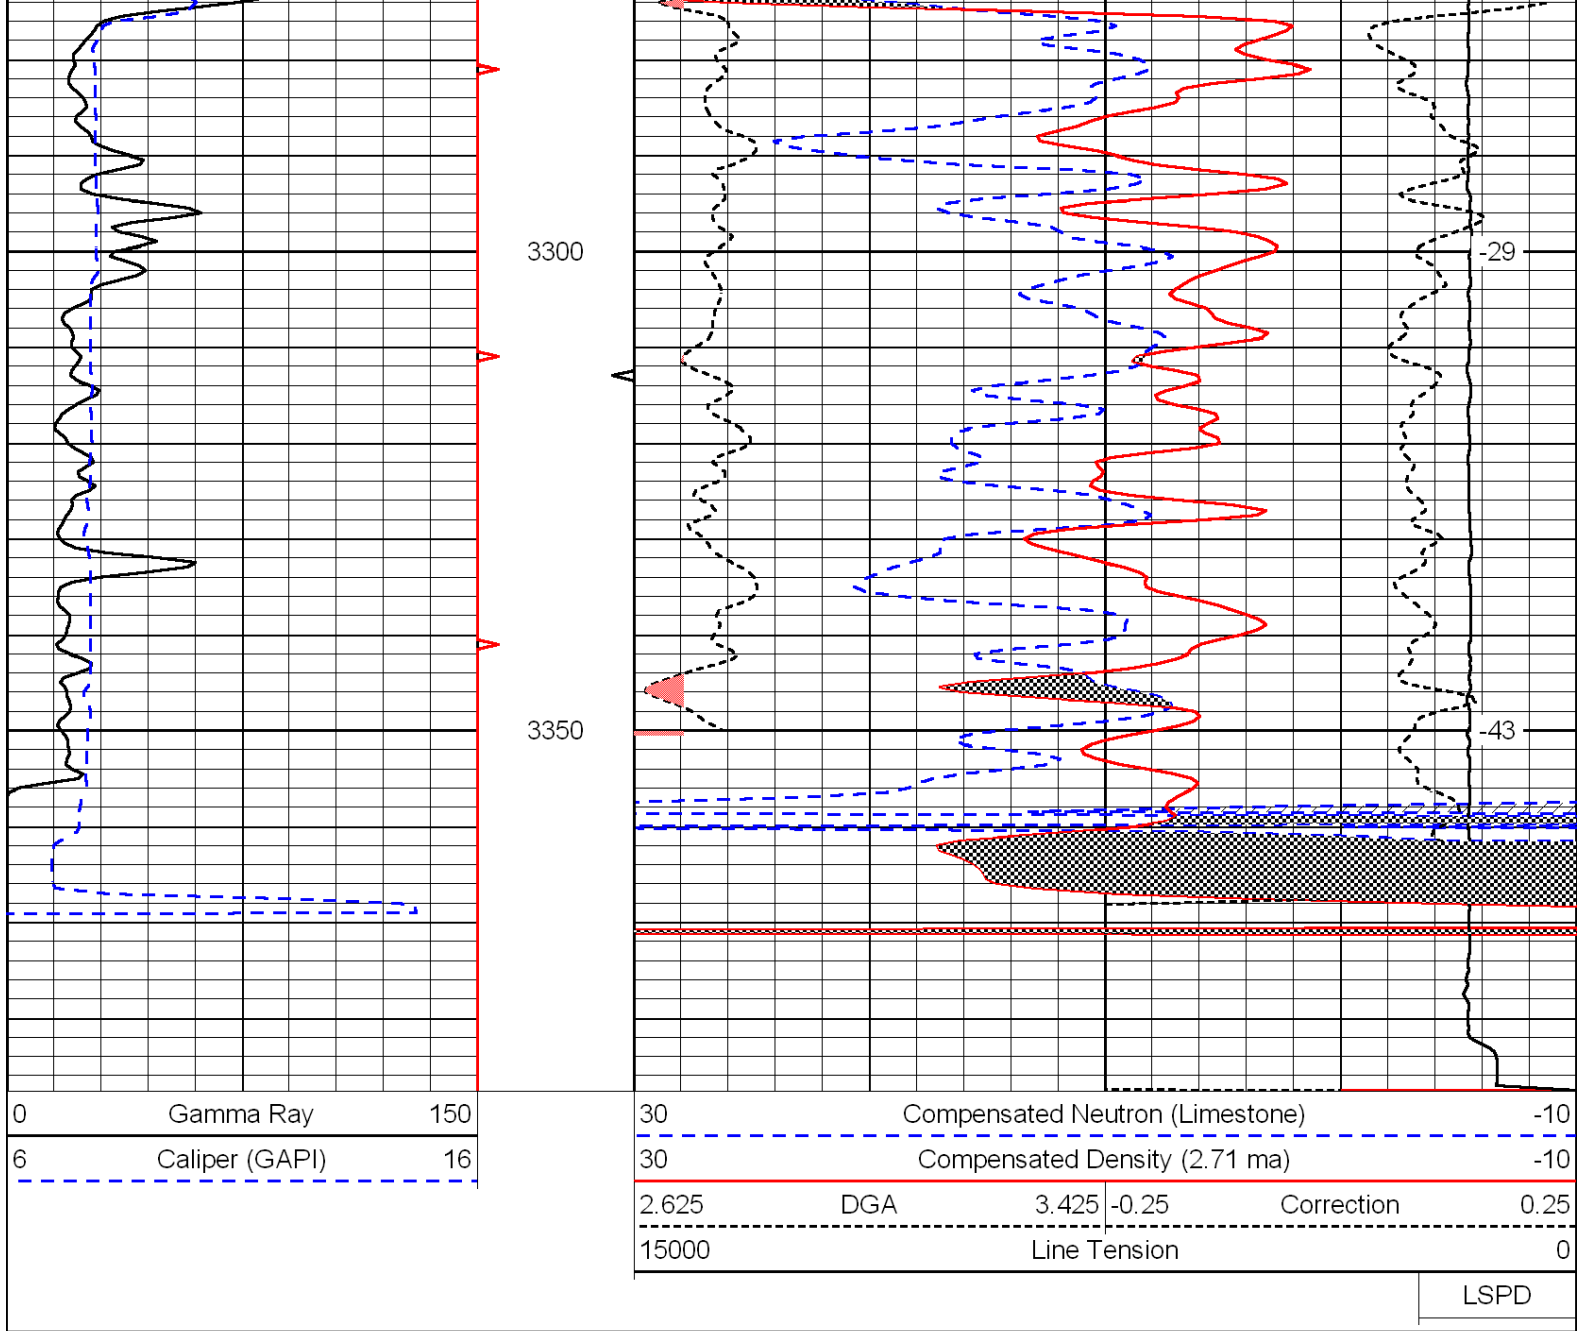 3300
-29
3350
-43
0 Gamma Ray 150
6 Caliper (GAPI) 16
30 Compensated Neutron (Limestone) -10
30 Compensated Density (2.71 ma) -10
2.625 DGA 3.425 -0.25 Correction 0.25
15000 Line Tension 0
LSPD